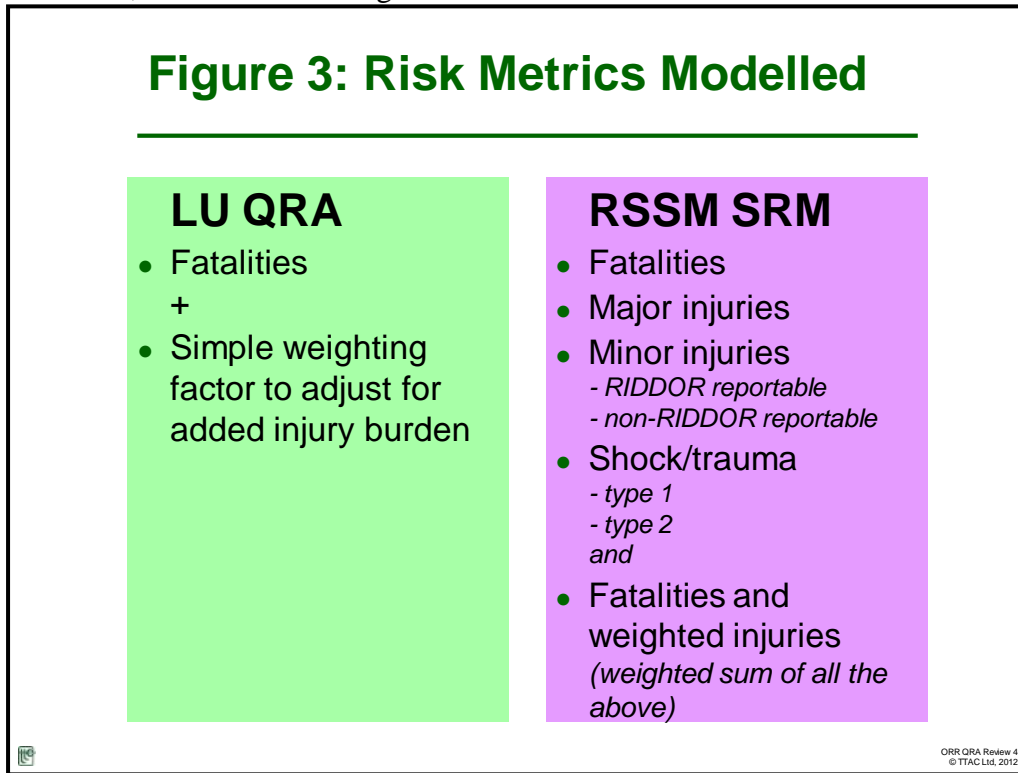 Figure 3: Risk Metrics Modelled
LU QRA
● Fatalities
+
● Simple weighting
factor to adjust for
added injury burden
RSSM SRM
● Fatalities
● Major injuries
● Minor injuries
- RIDDOR reportable
- non-RIDDOR reportable
● Shock/trauma
- type 1
- type 2
and
● Fatalities and
weighted injuries
(weighted sum of all the
above)
ORR QRA Review 4
© TTAC Ltd, 2012